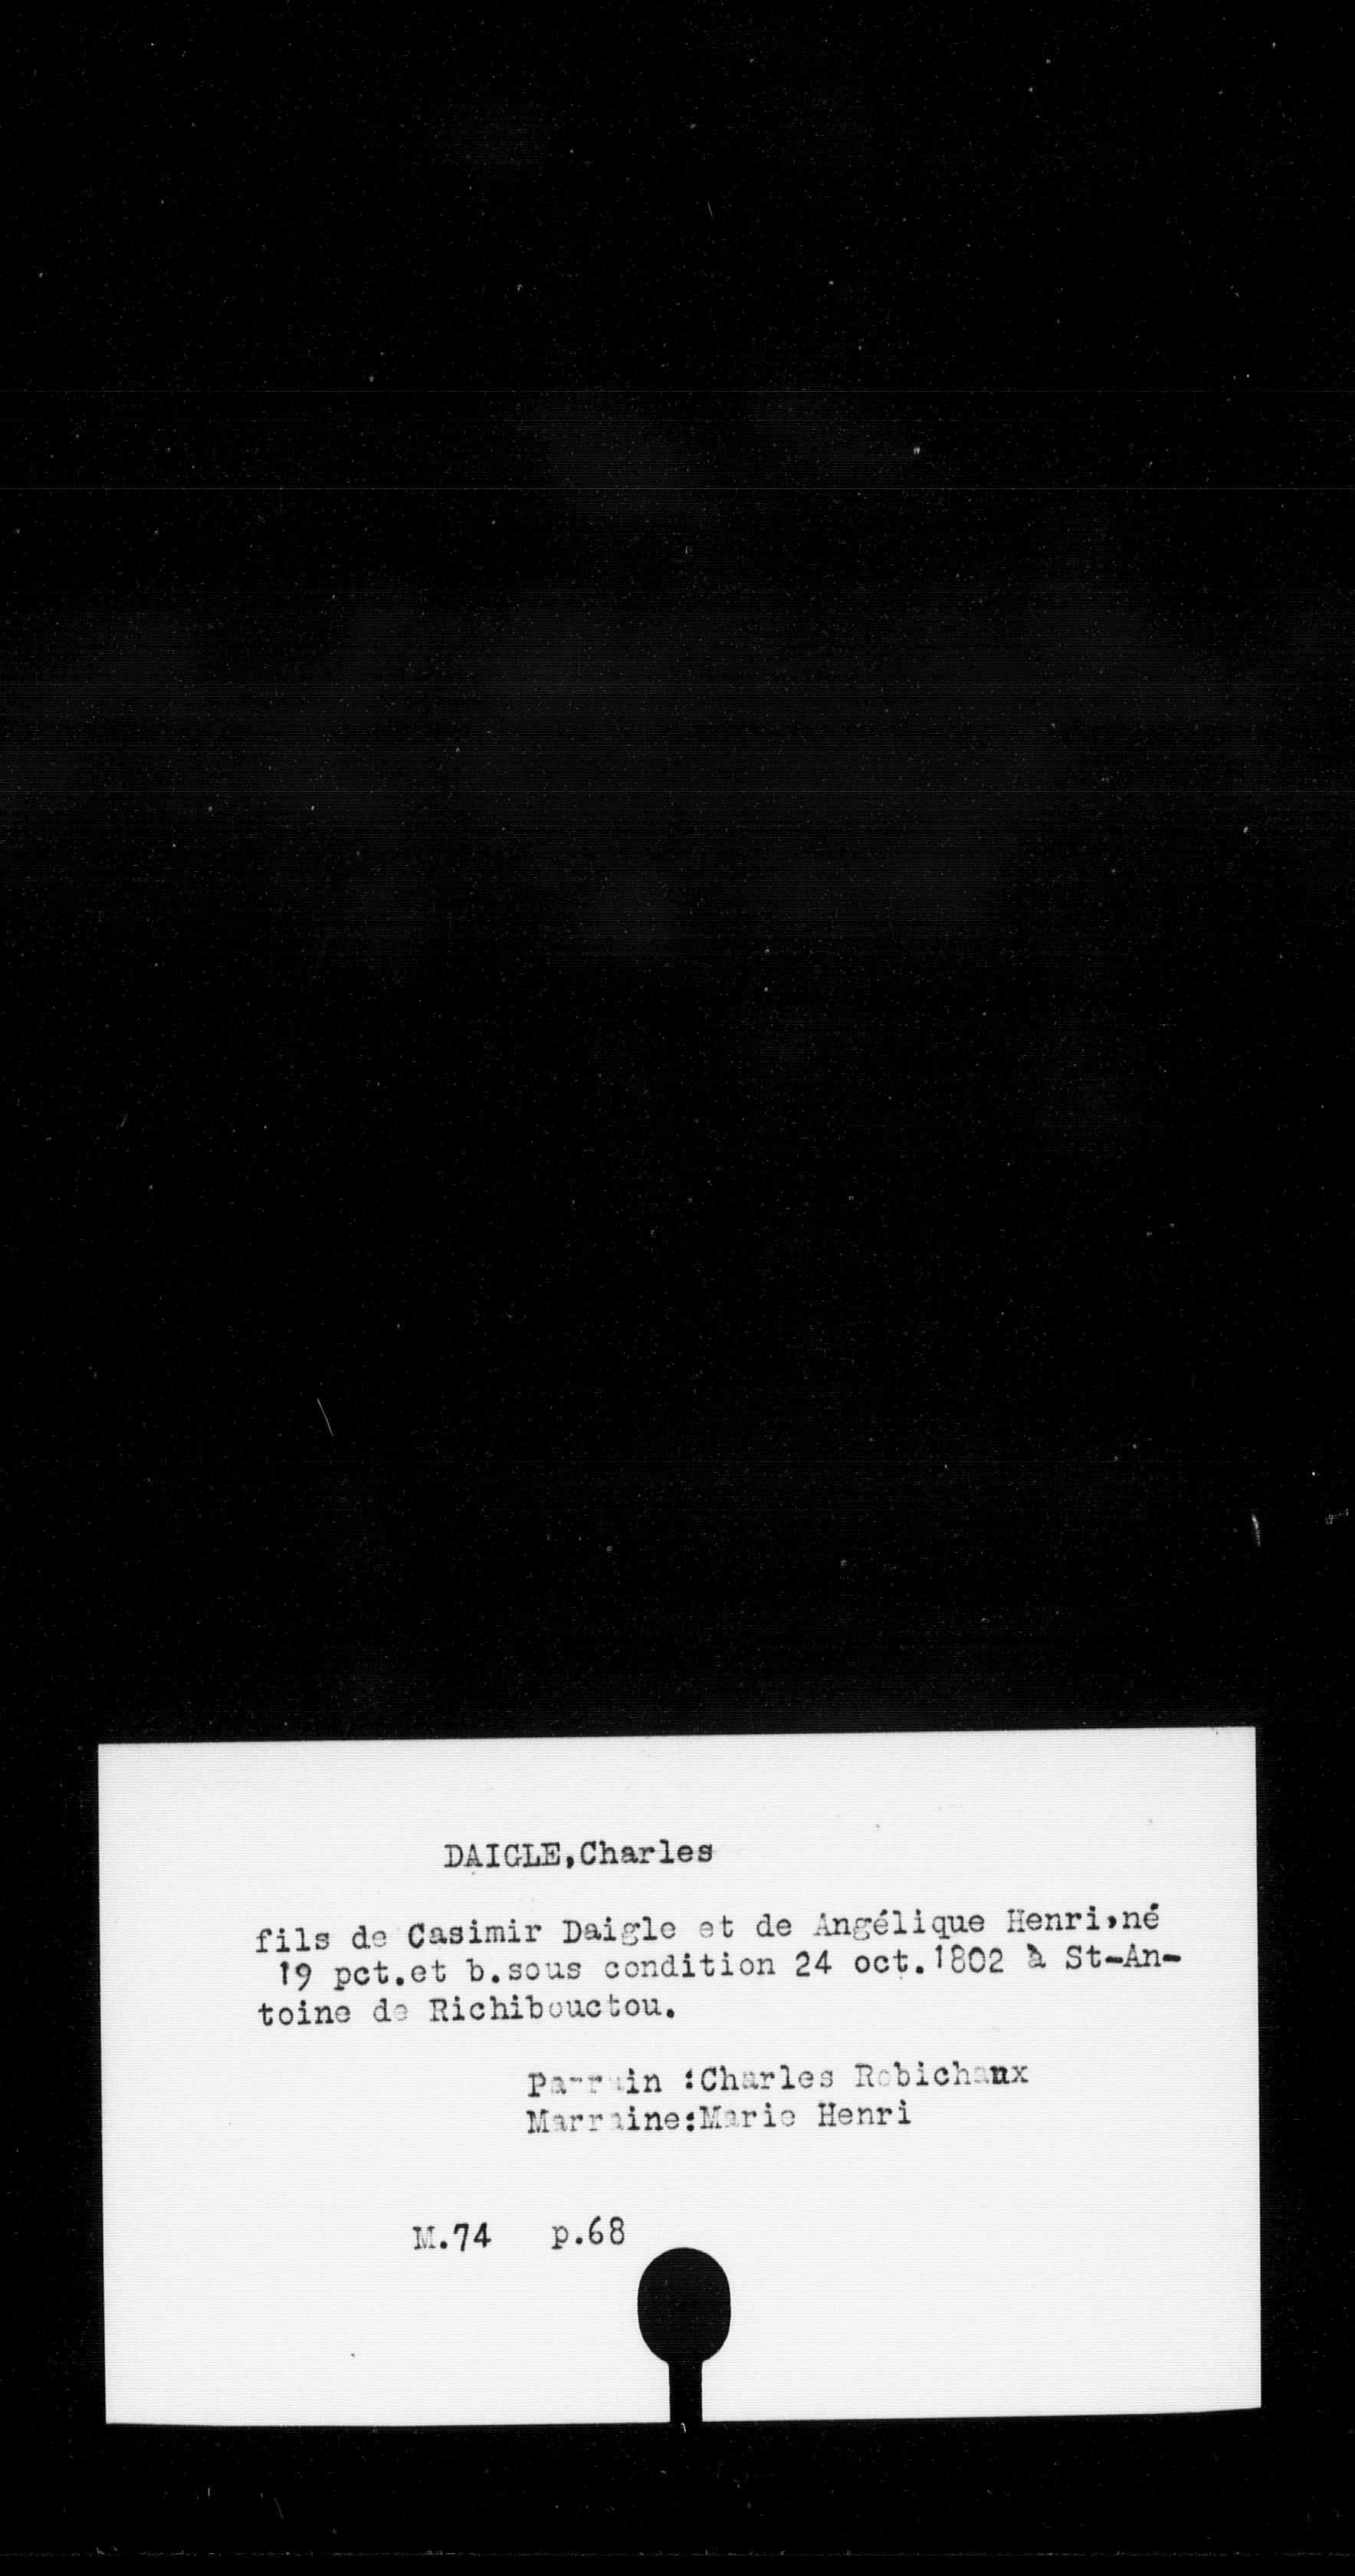 DAIGLE,Charles
fils de Casimir Daigle et de Angélique Henri,né
19 pct.et b.sous condition 24 oct.1802 à St-An-
toine de Richibouctou.
Parrain :Charles Robichaux
Marraine:Marie Henri
M.74 p.68